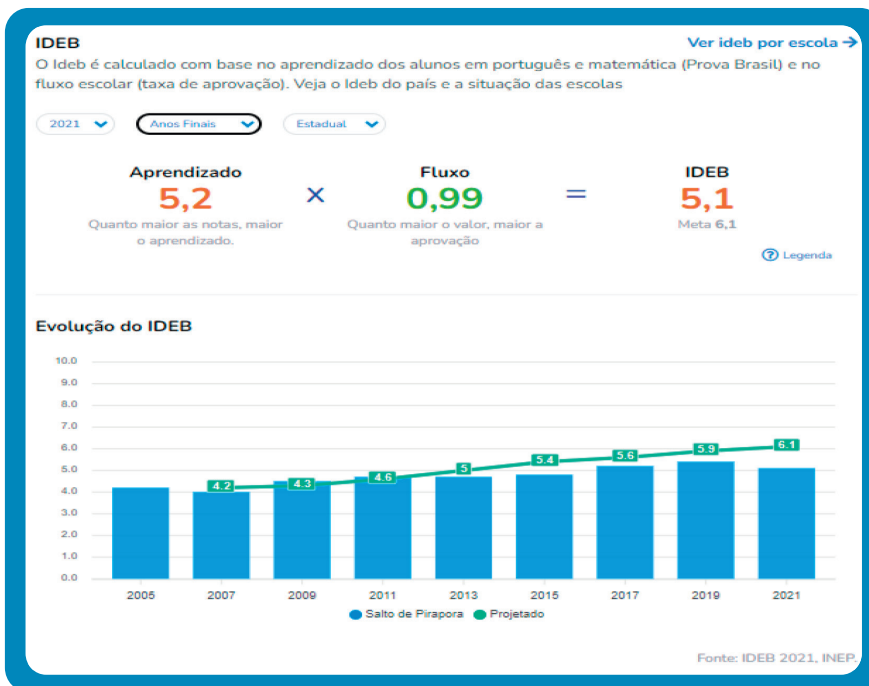 IDEB
Ver ideb por escola →
O Ideb é calculado com base no aprendizado dos alunos em português e matemática (Prova Brasil) e no
fluxo escolar (taxa de aprovação). Veja o Ideb do país e a situação das escolas
2021 Anos Finais Estadual
Aprendizado Fluxo IDEB
5,2 × 0,99 = 5,1
Quanto maior as notas, maior Quanto maior o valor, maior a Meta 6,1
o aprendizado. aprovação
? Legenda
Evolução do IDEB
10.0
9.0
8.0
7.0
6.0
5.0
4.0
3.0
2.0
1.0
0.0
4.2 4.3 4.6 5 5.4 5.6 5.9 6.1
2005 2007 2009 2011 2013 2015 2017 2019 2021
Salto de Pirapora Projetado
Fonte: IDEB 2021, INEP.